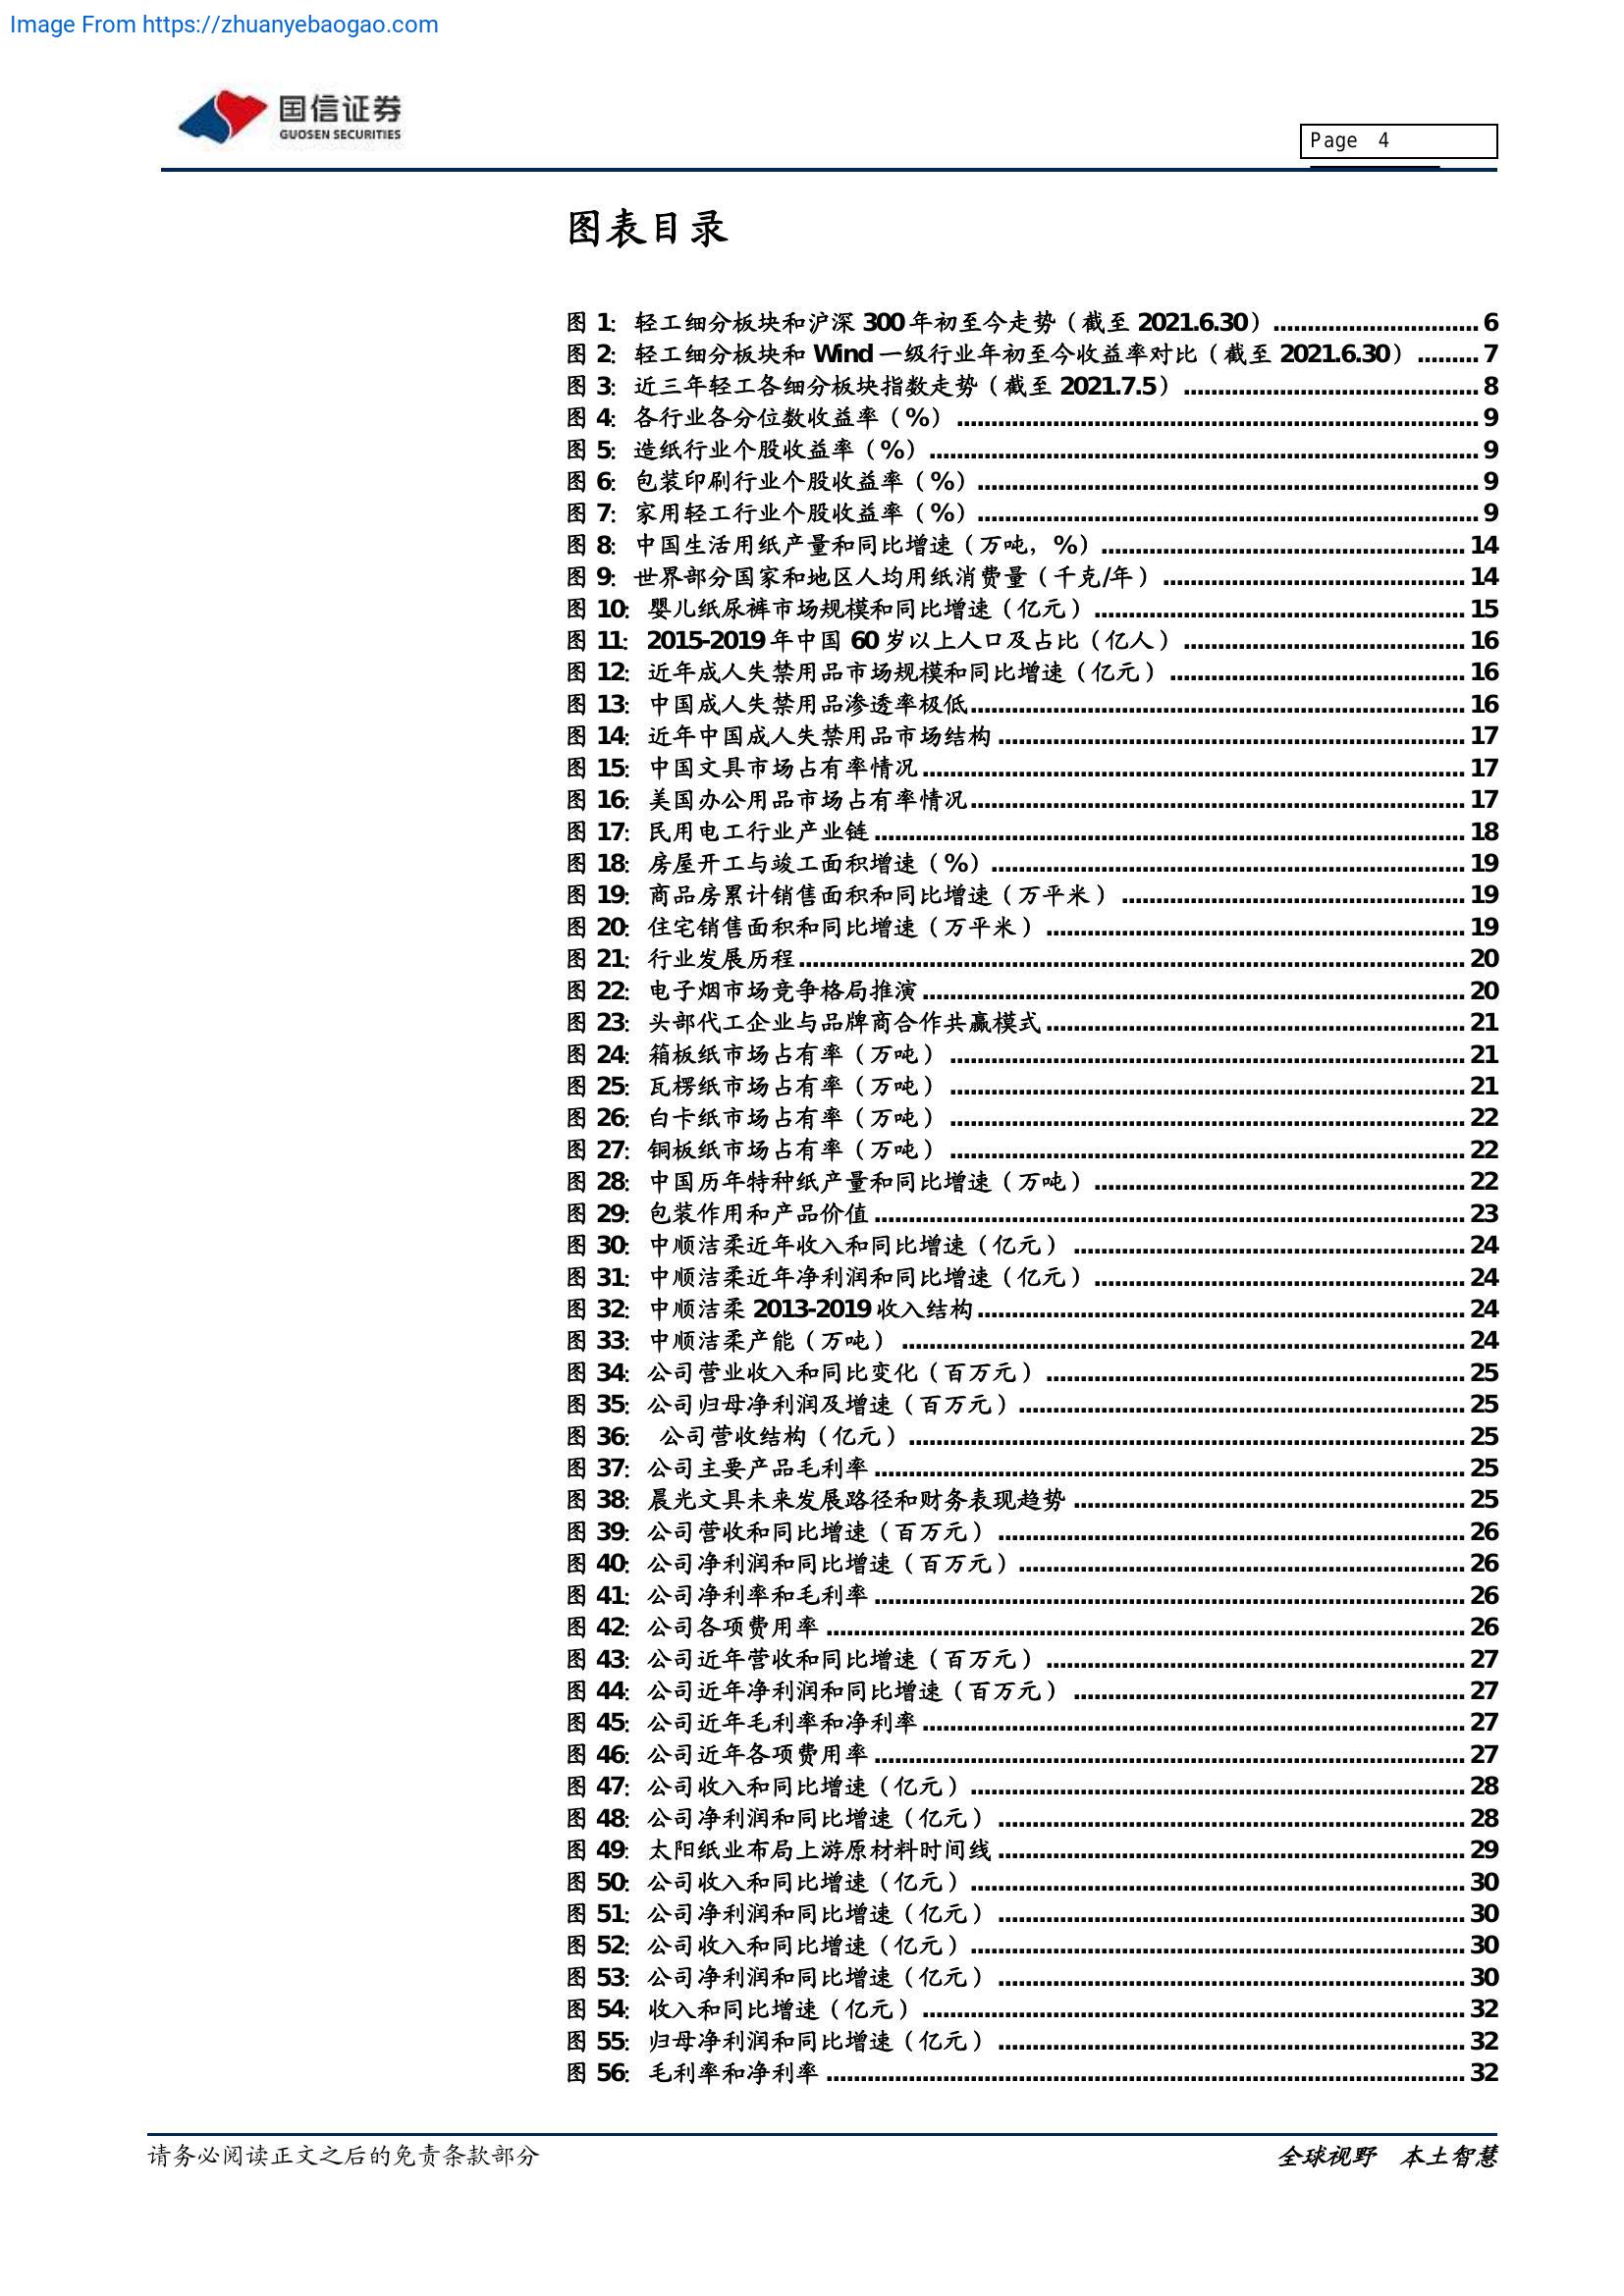 Image From https://zhuanyebaogao.com
国信证券
GUOSEN SECURITIES
Page 4
图表目录
图 1: 轻工细分板块和沪深 300 年初至今走势（截至 2021.6.30）............................. 6
图 2: 轻工细分板块和 Wind 一级行业年初至今收益率对比（截至 2021.6.30）......... 7
图 3: 近三年轻工各细分板块指数走势（截至 2021.7.5）.......................................... 8
图 4: 各行业各分位数收益率（%）........................................................................... 9
图 5: 造纸行业个股收益率（%）............................................................................... 9
图 6: 包装印刷行业个股收益率（%）........................................................................ 9
图 7: 家用轻工行业个股收益率（%）........................................................................ 9
图 8: 中国生活用纸产量和同比增速（万吨，%）.................................................... 14
图 9: 世界部分国家和地区人均用纸消费量（千克/年）........................................... 14
图 10: 婴儿纸尿裤市场规模和同比增速（亿元）..................................................... 15
图 11: 2015-2019 年中国 60 岁以上人口及占比（亿人）........................................ 16
图 12: 近年成人失禁用品市场规模和同比增速（亿元）.......................................... 16
图 13: 中国成人失禁用品渗透率极低....................................................................... 16
图 14: 近年中国成人失禁用品市场结构................................................................... 17
图 15: 中国文具市场占有率情况.............................................................................. 17
图 16: 美国办公用品市场占有率情况....................................................................... 17
图 17: 民用电工行业产业链..................................................................................... 18
图 18: 房屋开工与竣工面积增速（%）.................................................................... 19
图 19: 商品房累计销售面积和同比增速（万平米）................................................. 19
图 20: 住宅销售面积和同比增速（万平米）............................................................ 19
图 21: 行业发展历程................................................................................................ 20
图 22: 电子烟市场竞争格局推演.............................................................................. 20
图 23: 头部代工企业与品牌商合作共赢模式............................................................ 21
图 24: 箱板纸市场占有率（万吨）.......................................................................... 21
图 25: 瓦楞纸市场占有率（万吨）.......................................................................... 21
图 26: 白卡纸市场占有率（万吨）.......................................................................... 22
图 27: 铜板纸市场占有率（万吨）.......................................................................... 22
图 28: 中国历年特种纸产量和同比增速（万吨）..................................................... 22
图 29: 包装作用和产品价值..................................................................................... 23
图 30: 中顺洁柔近年收入和同比增速（亿元）........................................................ 24
图 31: 中顺洁柔近年净利润和同比增速（亿元）..................................................... 24
图 32: 中顺洁柔 2013-2019 收入结构...................................................................... 24
图 33: 中顺洁柔产能（万吨）................................................................................. 24
图 34: 公司营业收入和同比变化（百万元）............................................................ 25
图 35: 公司归母净利润及增速（百万元）................................................................ 25
图 36: 公司营收结构（亿元）................................................................................ 25
图 37: 公司主要产品毛利率..................................................................................... 25
图 38: 晨光文具未来发展路径和财务表现趋势........................................................ 25
图 39: 公司营收和同比增速（百万元）................................................................... 26
图 40: 公司净利润和同比增速（百万元）................................................................ 26
图 41: 公司净利率和毛利率..................................................................................... 26
图 42: 公司各项费用率............................................................................................ 26
图 43: 公司近年营收和同比增速（百万元）............................................................ 27
图 44: 公司近年净利润和同比增速（百万元）........................................................ 27
图 45: 公司近年毛利率和净利率.............................................................................. 27
图 46: 公司近年各项费用率..................................................................................... 27
图 47: 公司收入和同比增速（亿元）....................................................................... 28
图 48: 公司净利润和同比增速（亿元）................................................................... 28
图 49: 太阳纸业布局上游原材料时间线................................................................... 29
图 50: 公司收入和同比增速（亿元）....................................................................... 30
图 51: 公司净利润和同比增速（亿元）................................................................... 30
图 52: 公司收入和同比增速（亿元）....................................................................... 30
图 53: 公司净利润和同比增速（亿元）................................................................... 30
图 54: 收入和同比增速（亿元）.............................................................................. 32
图 55: 归母净利润和同比增速（亿元）................................................................... 32
图 56: 毛利率和净利率............................................................................................ 32
请务必阅读正文之后的免责条款部分
全球视野 本土智慧